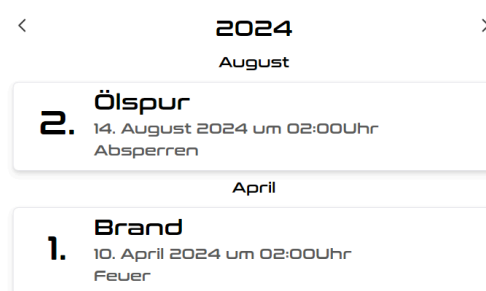 2024
August
2.
Ölspur
14. August 2024 um 02:00Uhr
Absperren
April
1.
Brand
10. April 2024 um 02:00Uhr
Feuer